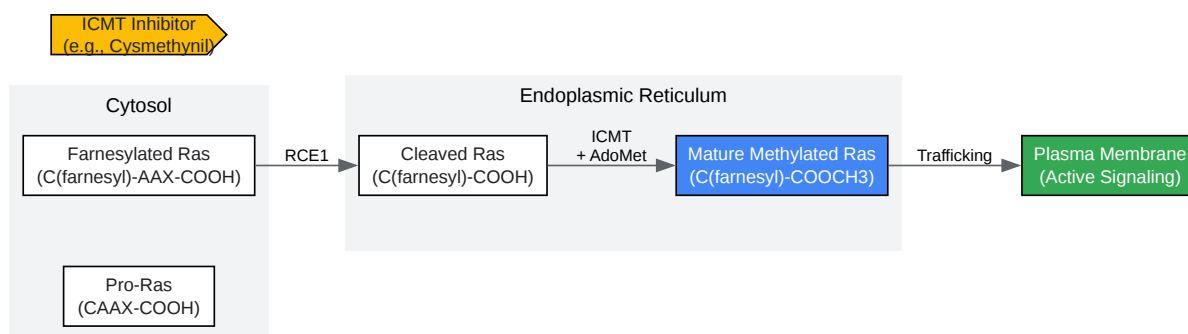 ICMT Inhibitor
(e.g., Cysmethynil)
Cytosol
Farnesylated Ras
(C(farnesyl)-AAX-COOH)
Pro-Ras
(CAAX-COOH)
RCE1
Endoplasmic Reticulum
Cleaved Ras
(C(farnesyl)-COOH)
ICMT
+ AdoMet
Mature Methylated Ras
(C(farnesyl)-COOCH3)
Trafficking
Plasma Membrane
(Active Signaling)